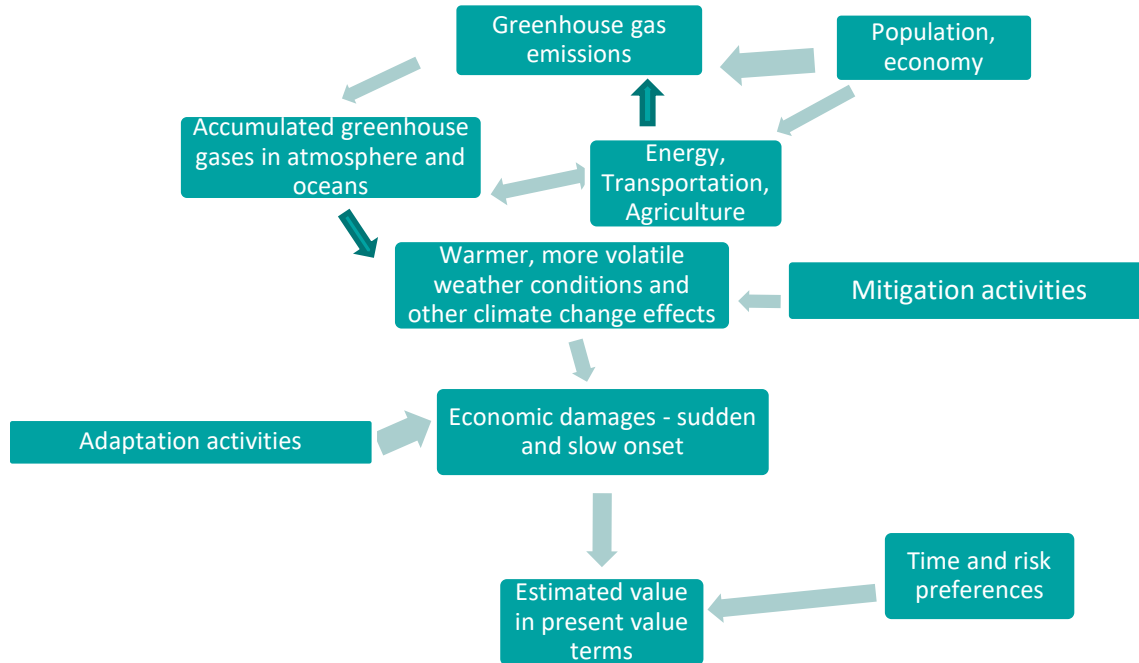 Greenhouse gas
emissions
Population,
economy
Accumulated greenhouse
gases in atmosphere and
oceans
Energy,
Transportation,
Agriculture
Warmer, more volatile
weather conditions and
other climate change effects
Mitigation activities
Economic damages - sudden
and slow onset
Adaptation activities
Time and risk
preferences
Estimated value
in present value
terms